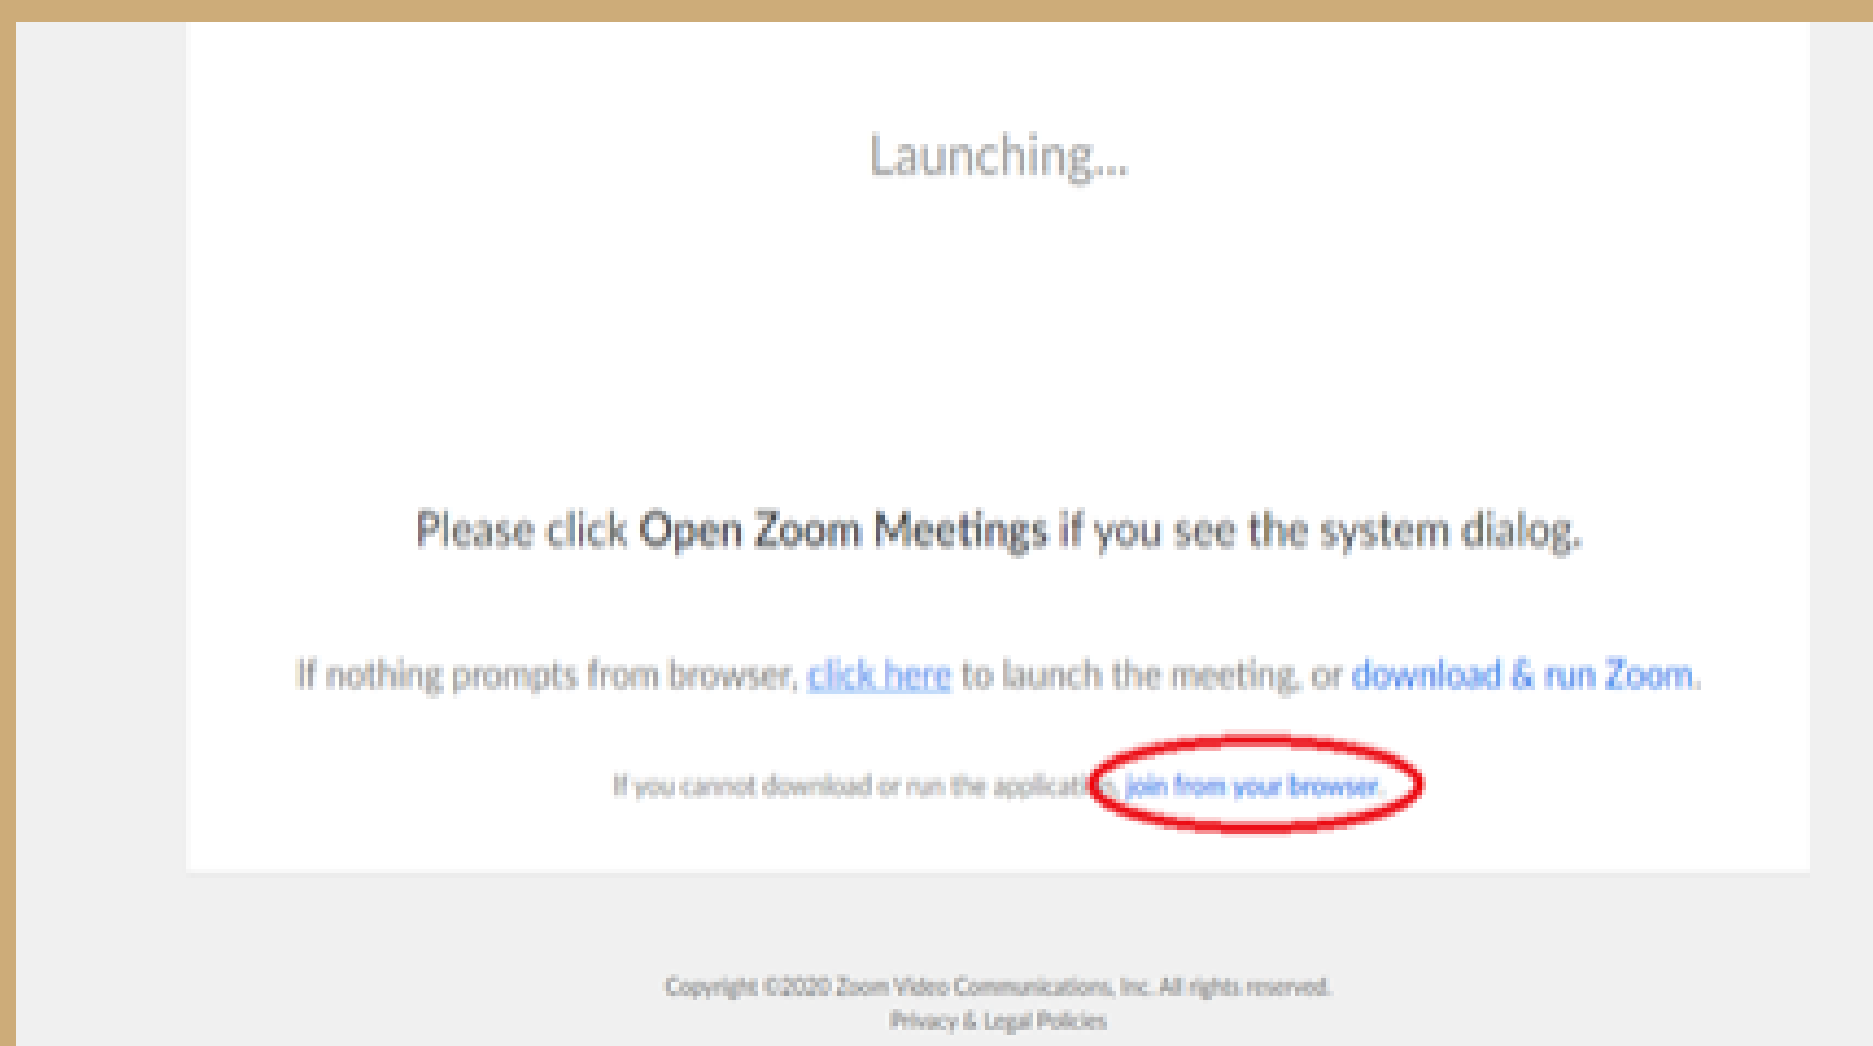 Launching...
Please click Open Zoom Meetings if you see the system dialog.
If nothing prompts from browser, click here to launch the meeting, or download & run Zoom.
If you cannot download or run the application, join from your browser.
Copyright ©2020 Zoom Video Communications, Inc. All rights reserved.
Privacy & Legal Policies